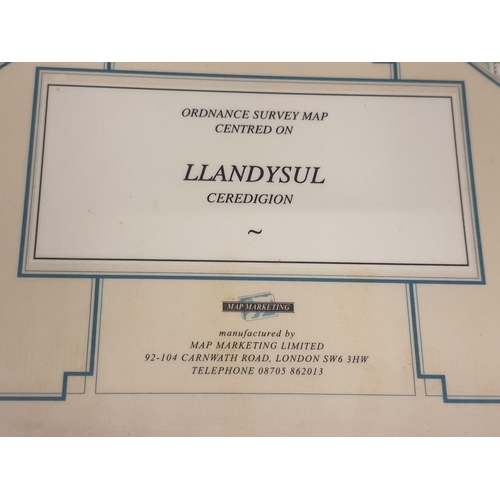 ORDNANCE SURVEY MAP
CENTRED ON
LLANDYSUL
CEREDIGION
~
MAP MARKETING
manufactured by
MAP MARKETING LIMITED
92-104 CARNWATH ROAD, LONDON SW6 3HW
TELEPHONE 08705 862013